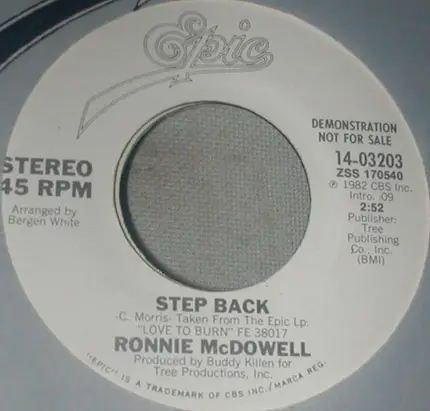 Epic
DEMONSTRATION
NOT FOR SALE
STEREO
45 RPM
14-03203
ZSS 170540
℗ 1982 CBS Inc.
Intro. :09
2:52
Arranged by
Bergen White
Publisher:
Tree
Publishing
Co., Inc.
(BMI)
STEP BACK
-C. Morris- Taken From The Epic Lp.
"LOVE TO BURN" FE 38017
RONNIE McDOWELL
Produced by Buddy Killen for
Tree Productions, Inc.
"EPIC" IS A TRADEMARK OF CBS INC./MARCA REG.